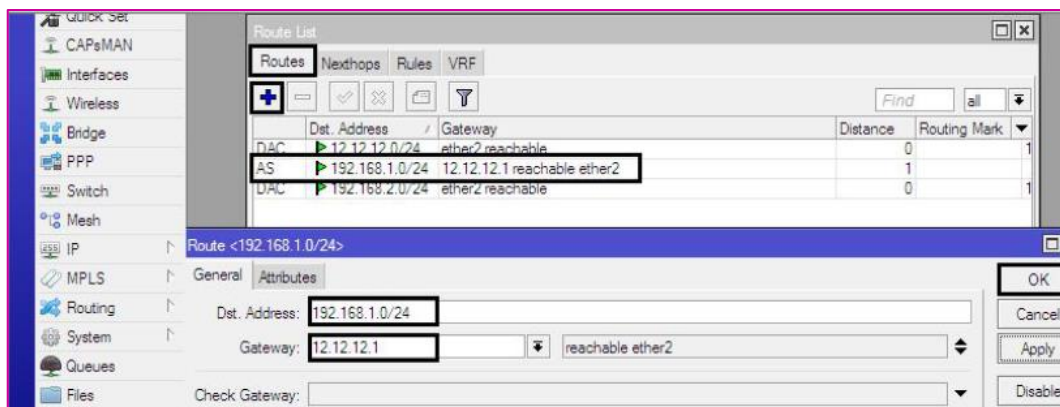 Quick Set
CAPsMAN
Interfaces
Wireless
Bridge
PPP
Switch
Mesh
IP
MPLS
Routing
System
Queues
Files
Route List
Routes Nexthops Rules VRF
Find all
Dst. Address / Gateway Distance Routing Mark
DAC 12.12.12.0/24 ether2 reachable 0 1
AS 192.168.1.0/24 12.12.12.1 reachable ether2 1
DAC 192.168.2.0/24 ether2 reachable 0 1
Route <192.168.1.0/24>
General Attributes
Dst. Address: 192.168.1.0/24
Gateway: 12.12.12.1 reachable ether2
Check Gateway:
OK
Cancel
Apply
Disable